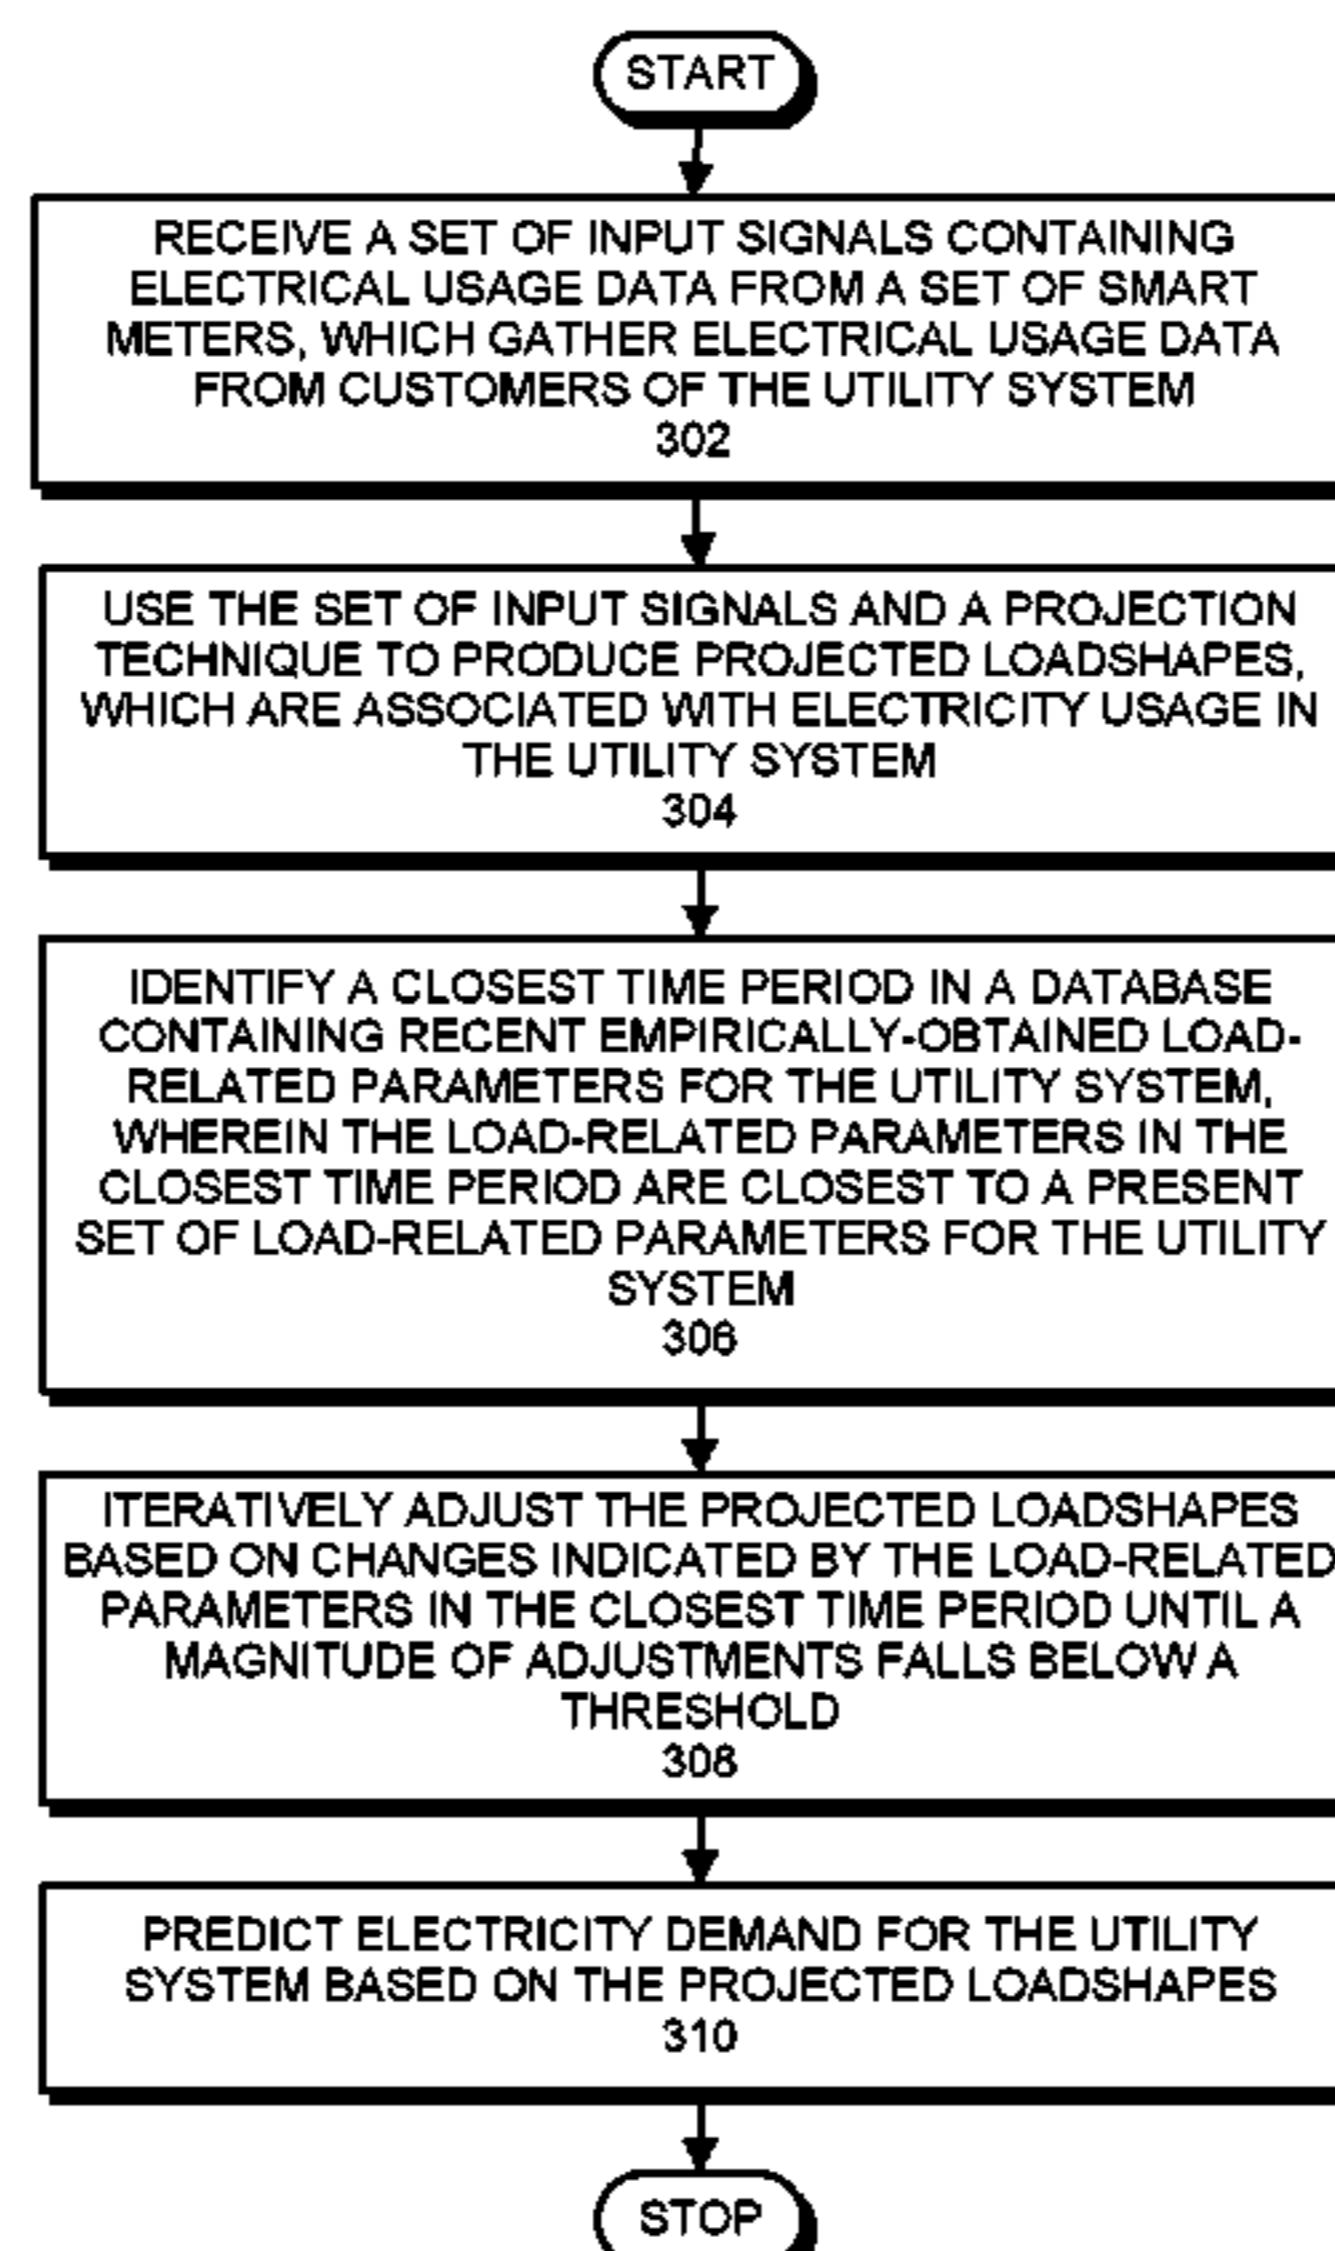 START
RECEIVE A SET OF INPUT SIGNALS CONTAINING
ELECTRICAL USAGE DATA FROM A SET OF SMART
METERS, WHICH GATHER ELECTRICAL USAGE DATA
FROM CUSTOMERS OF THE UTILITY SYSTEM
302
USE THE SET OF INPUT SIGNALS AND A PROJECTION
TECHNIQUE TO PRODUCE PROJECTED LOADSHAPES,
WHICH ARE ASSOCIATED WITH ELECTRICITY USAGE IN
THE UTILITY SYSTEM
304
IDENTIFY A CLOSEST TIME PERIOD IN A DATABASE
CONTAINING RECENT EMPIRICALLY-OBTAINED LOAD-
RELATED PARAMETERS FOR THE UTILITY SYSTEM,
WHEREIN THE LOAD-RELATED PARAMETERS IN THE
CLOSEST TIME PERIOD ARE CLOSEST TO A PRESENT
SET OF LOAD-RELATED PARAMETERS FOR THE UTILITY
SYSTEM
306
ITERATIVELY ADJUST THE PROJECTED LOADSHAPES
BASED ON CHANGES INDICATED BY THE LOAD-RELATED
PARAMETERS IN THE CLOSEST TIME PERIOD UNTIL A
MAGNITUDE OF ADJUSTMENTS FALLS BELOW A
THRESHOLD
308
PREDICT ELECTRICITY DEMAND FOR THE UTILITY
SYSTEM BASED ON THE PROJECTED LOADSHAPES
310
STOP